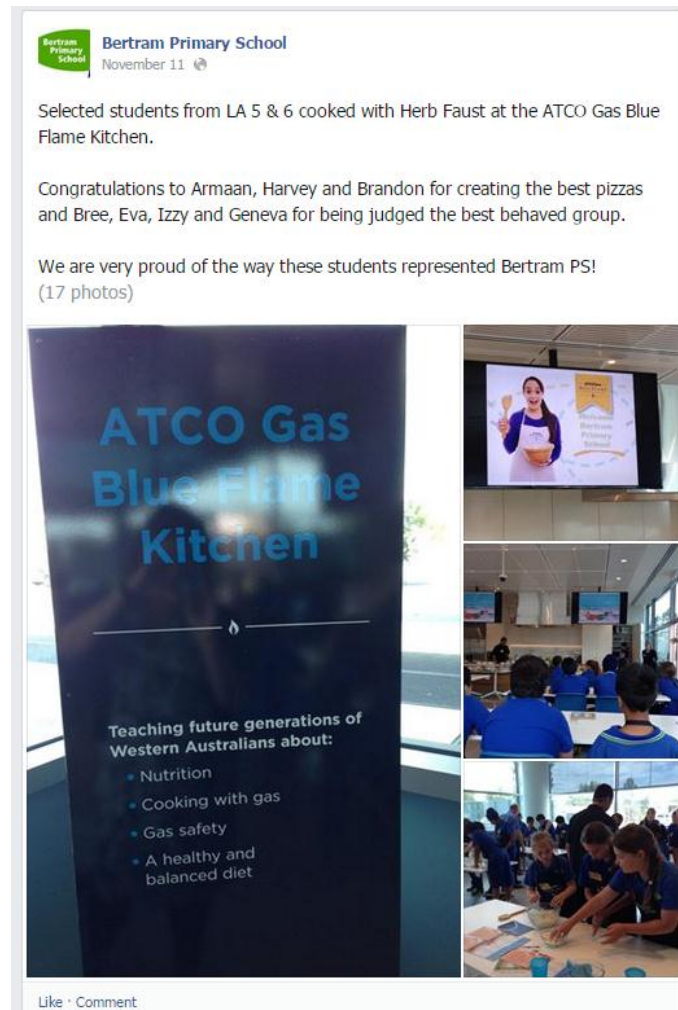 Bertram
Primary
School
Bertram Primary School
November 11
Selected students from LA 5 & 6 cooked with Herb Faust at the ATCO Gas Blue
Flame Kitchen.
Congratulations to Armaan, Harvey and Brandon for creating the best pizzas
and Bree, Eva, Izzy and Geneva for being judged the best behaved group.
We are very proud of the way these students represented Bertram PS!
(17 photos)
ATCO Gas
Blue Flame
Kitchen
Teaching future generations of
Western Australians about:
• Nutrition
• Cooking with gas
• Gas safety
• A healthy and
balanced diet
Welcome
Bertram
Primary
School
Like · Comment